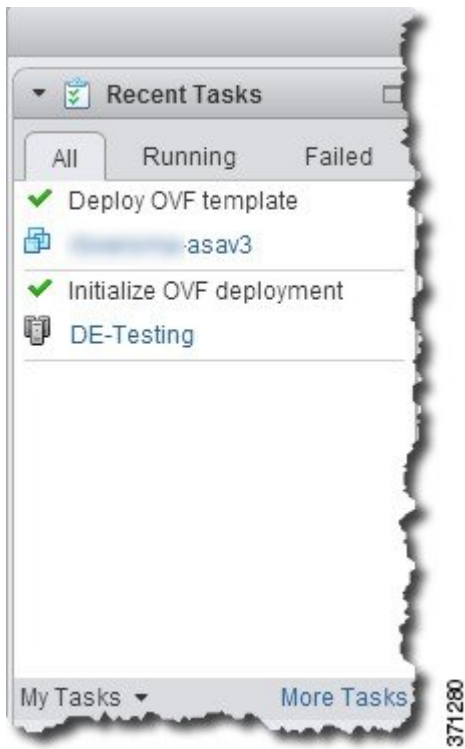 Recent Tasks
All Running Failed
Deploy OVF template
-asav3
Initialize OVF deployment
DE-Testing
My Tasks More Tasks
371280